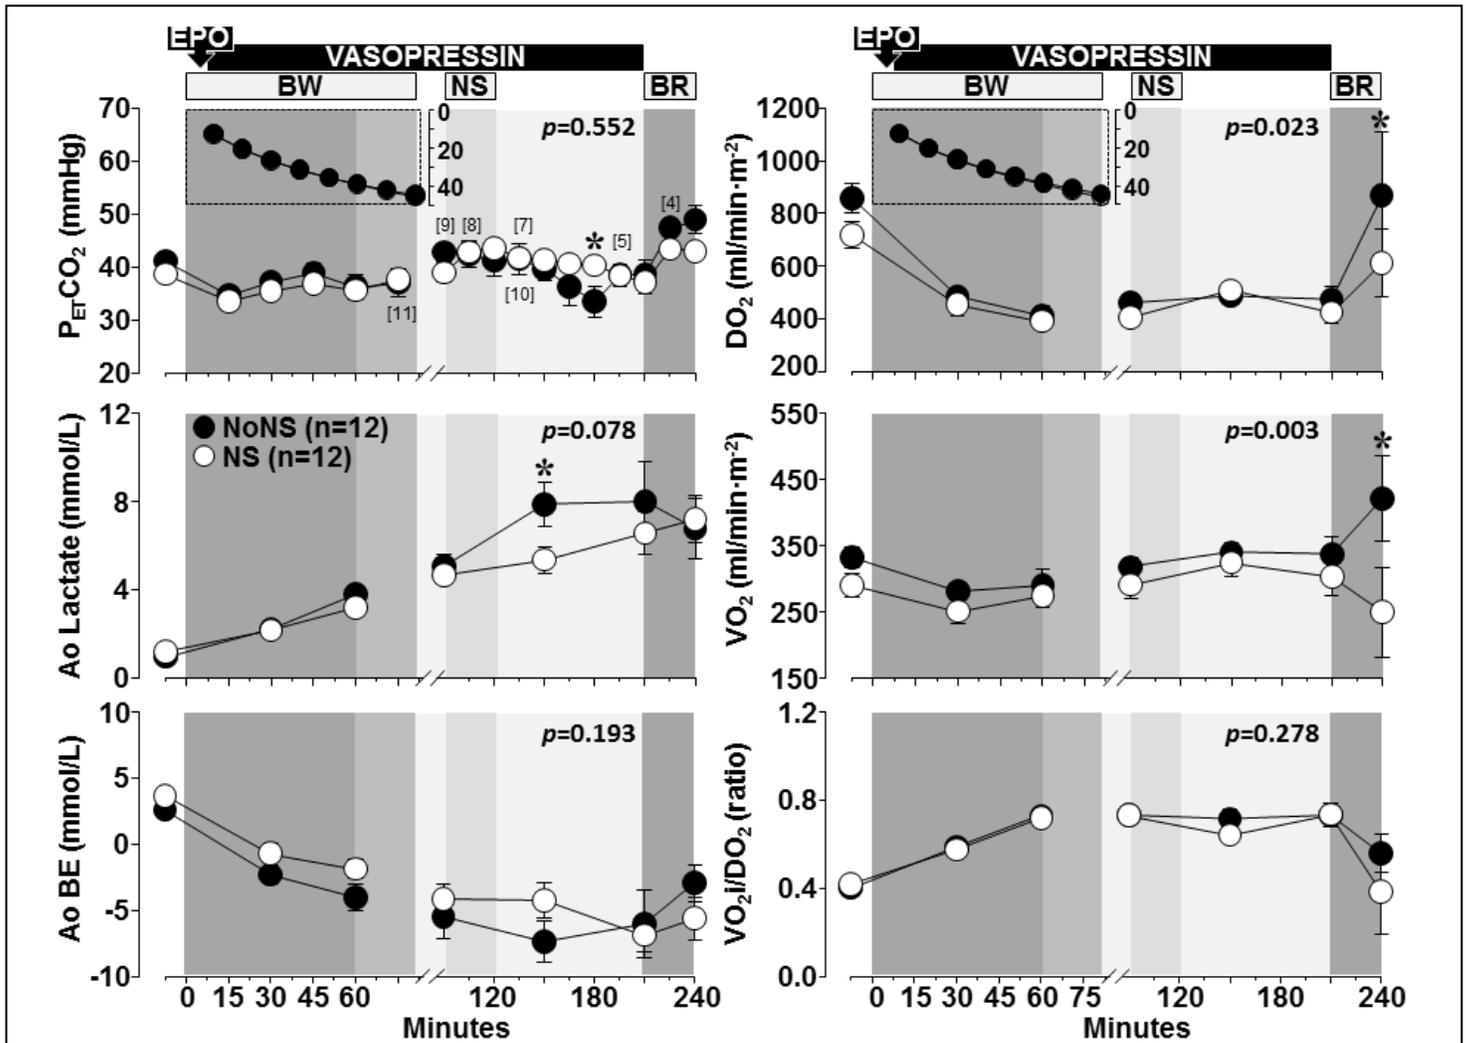 EPO
VASOPRESSIN
BW NS BR
P_ETCO₂ (mmHg)
70
60
50
40
30
20
0
20
40
p=0.552
[9] [8] [7] [4]
* [5]
[10]
[11]
EPO
VASOPRESSIN
BW NS BR
DO₂ (ml/min·m⁻²)
1200
1000
800
600
400
200
0
20
40
p=0.023
*
Ao Lactate (mmol/L)
12
8
4
0
NoNS (n=12)
NS (n=12)
p=0.078
*
VO₂ (ml/min·m⁻²)
550
450
350
250
150
p=0.003
*
Ao BE (mmol/L)
10
5
0
-5
-10
p=0.193
0 15 30 45 60 120 180 240
Minutes
VO₂i/DO₂ (ratio)
1.2
0.8
0.4
0.0
p=0.278
0 15 30 45 60 75 120 180 240
Minutes